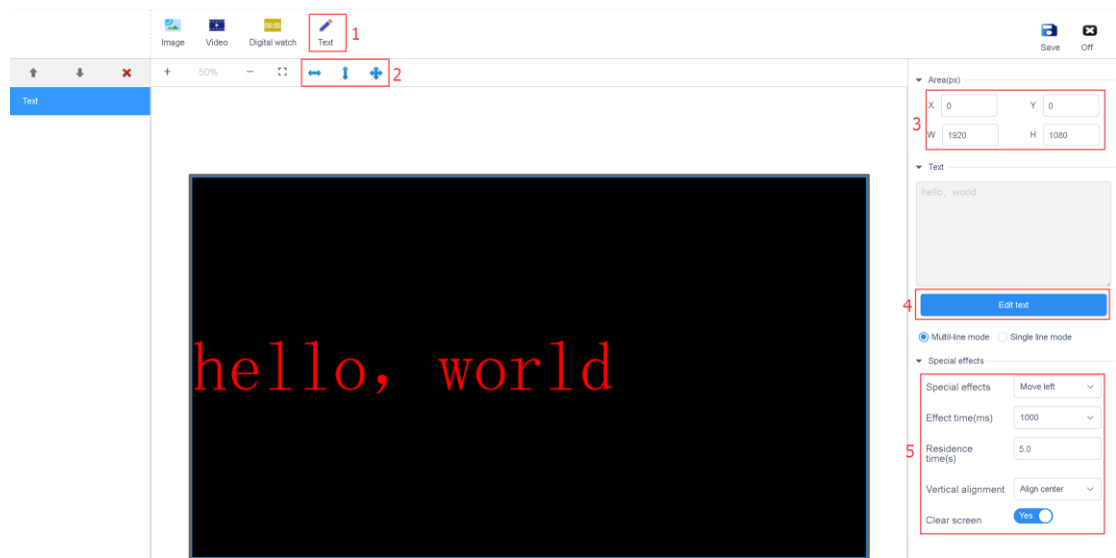 09:00
Image Video Digital watch Text 1
Save Off
+ 50% - 2
Text
Area(px)
X 0 Y 0
3
W 1920 H 1080
Text
hello, world
4 Edit text
Multil-line mode Single line mode
Special effects
Special effects Move left
Effect time(ms) 1000
5 Residence time(s) 5.0
Vertical alignment Align center
Clear screen Yes
hello, world